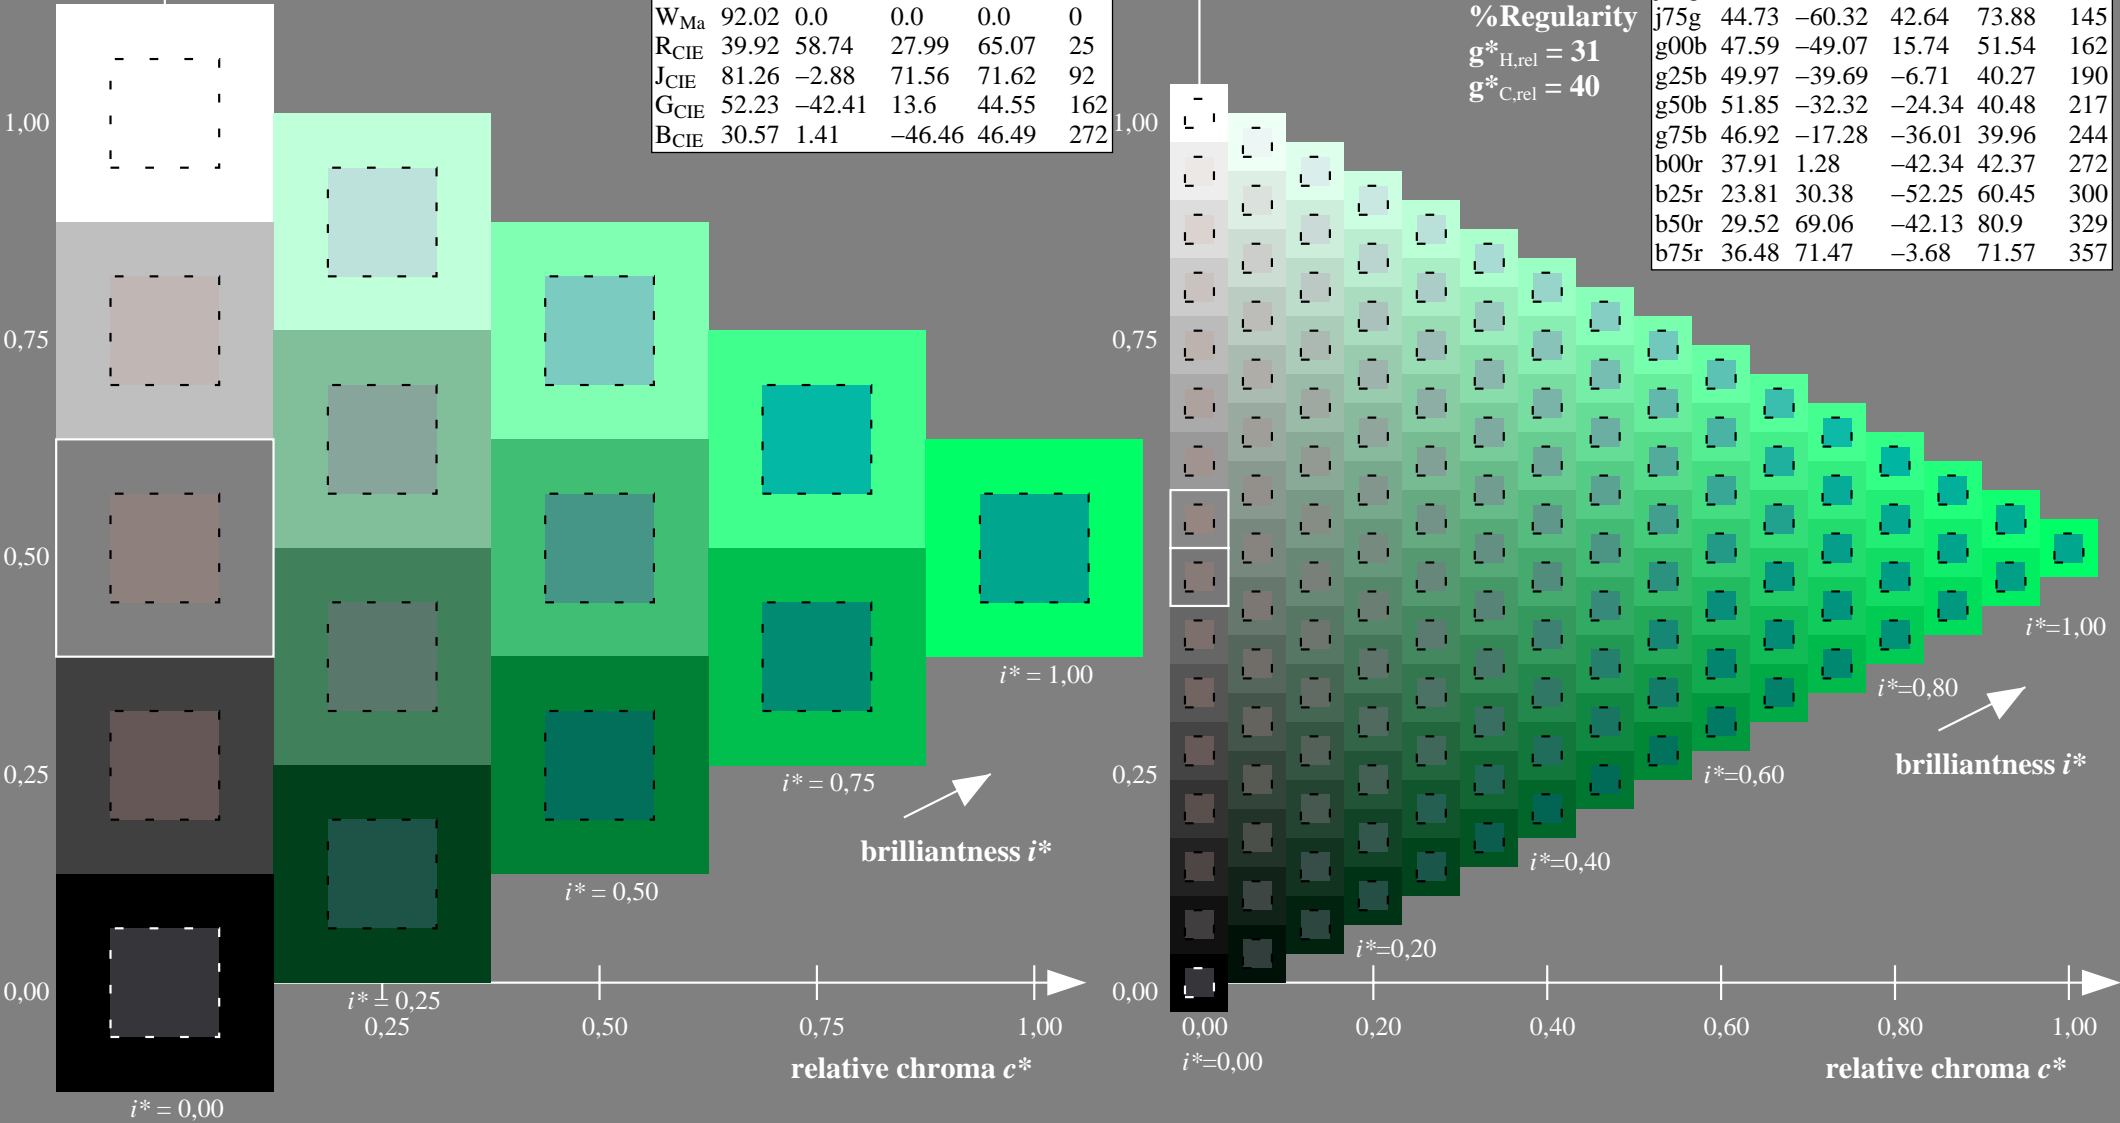 W_Ma 92.02 0.0 0.0 0.0 0
R_CIE 39.92 58.74 27.99 65.07 25
J_CIE 81.26 −2.88 71.56 71.62 92
G_CIE 52.23 −42.41 13.6 44.55 162
B_CIE 30.57 1.41 −46.46 46.49 272
%Regularity
g*_H,rel = 31
g*_C,rel = 40
j75g 44.73 −60.32 42.64 73.88 145
g00b 47.59 −49.07 15.74 51.54 162
g25b 49.97 −39.69 −6.71 40.27 190
g50b 51.85 −32.32 −24.34 40.48 217
g75b 46.92 −17.28 −36.01 39.96 244
b00r 37.91 1.28 −42.34 42.37 272
b25r 23.81 30.38 −52.25 60.45 300
b50r 29.52 69.06 −42.13 80.9 329
b75r 36.48 71.47 −3.68 71.57 357
1,00
0,75
0,50
0,25
0,00
i* = 1,00
i* = 0,75
brilliantness i*
i* = 0,50
i* = 0,25
0,25 0,50 0,75 1,00
relative chroma c*
i* = 0,00
1,00
0,75
0,25
0,00
i*=1,00
i*=0,80
brilliantness i*
i*=0,60
i*=0,40
i*=0,20
0,00 0,20 0,40 0,60 0,80 1,00
i*=0,00
relative chroma c*